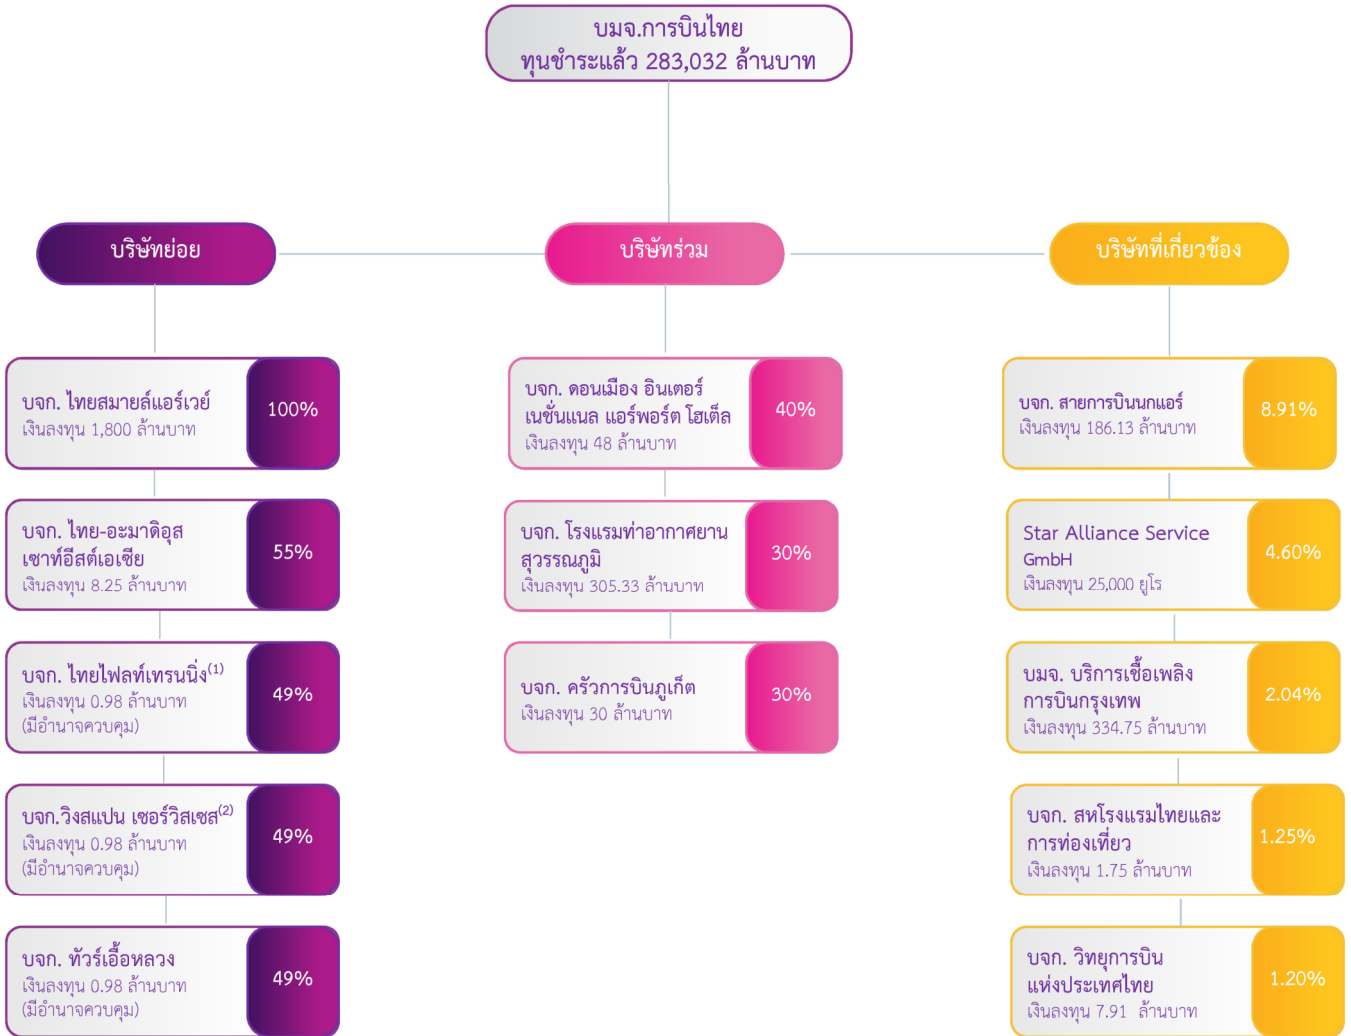 บมจ.การบินไทย
ทุนชำระแล้ว 283,032 ล้านบาท
บริษัทย่อย
บจก. ไทยสมายล์แอร์เวย์
เงินลงทุน 1,800 ล้านบาท
100%
บจก. ไทย-อะมาดิอุส
เซาท์อีสต์เอเชีย
เงินลงทุน 8.25 ล้านบาท
55%
บจก. ไทยไฟลท์เทรนนิ่ง(1)
เงินลงทุน 0.98 ล้านบาท
(มีอำนาจควบคุม)
49%
บจก.วิงสแปน เซอร์วิสเซส(2)
เงินลงทุน 0.98 ล้านบาท
(มีอำนาจควบคุม)
49%
บจก. ทัวร์เอื้อหลวง
เงินลงทุน 0.98 ล้านบาท
(มีอำนาจควบคุม)
49%
บริษัทร่วม
บจก. ดอนเมือง อินเตอร์
เนชั่นแนล แอร์พอร์ต โฮเต็ล
เงินลงทุน 48 ล้านบาท
40%
บจก. โรงแรมท่าอากาศยาน
สุวรรณภูมิ
เงินลงทุน 305.33 ล้านบาท
30%
บจก. ครัวการบินภูเก็ต
เงินลงทุน 30 ล้านบาท
30%
บริษัทที่เกี่ยวข้อง
บจก. สายการบินนกแอร์
เงินลงทุน 186.13 ล้านบาท
8.91%
Star Alliance Service
GmbH
เงินลงทุน 25,000 ยูโร
4.60%
บมจ. บริการเชื้อเพลิง
การบินกรุงเทพ
เงินลงทุน 334.75 ล้านบาท
2.04%
บจก. สหโรงแรมไทยและ
การท่องเที่ยว
เงินลงทุน 1.75 ล้านบาท
1.25%
บจก. วิทยุการบิน
แห่งประเทศไทย
เงินลงทุน 7.91 ล้านบาท
1.20%